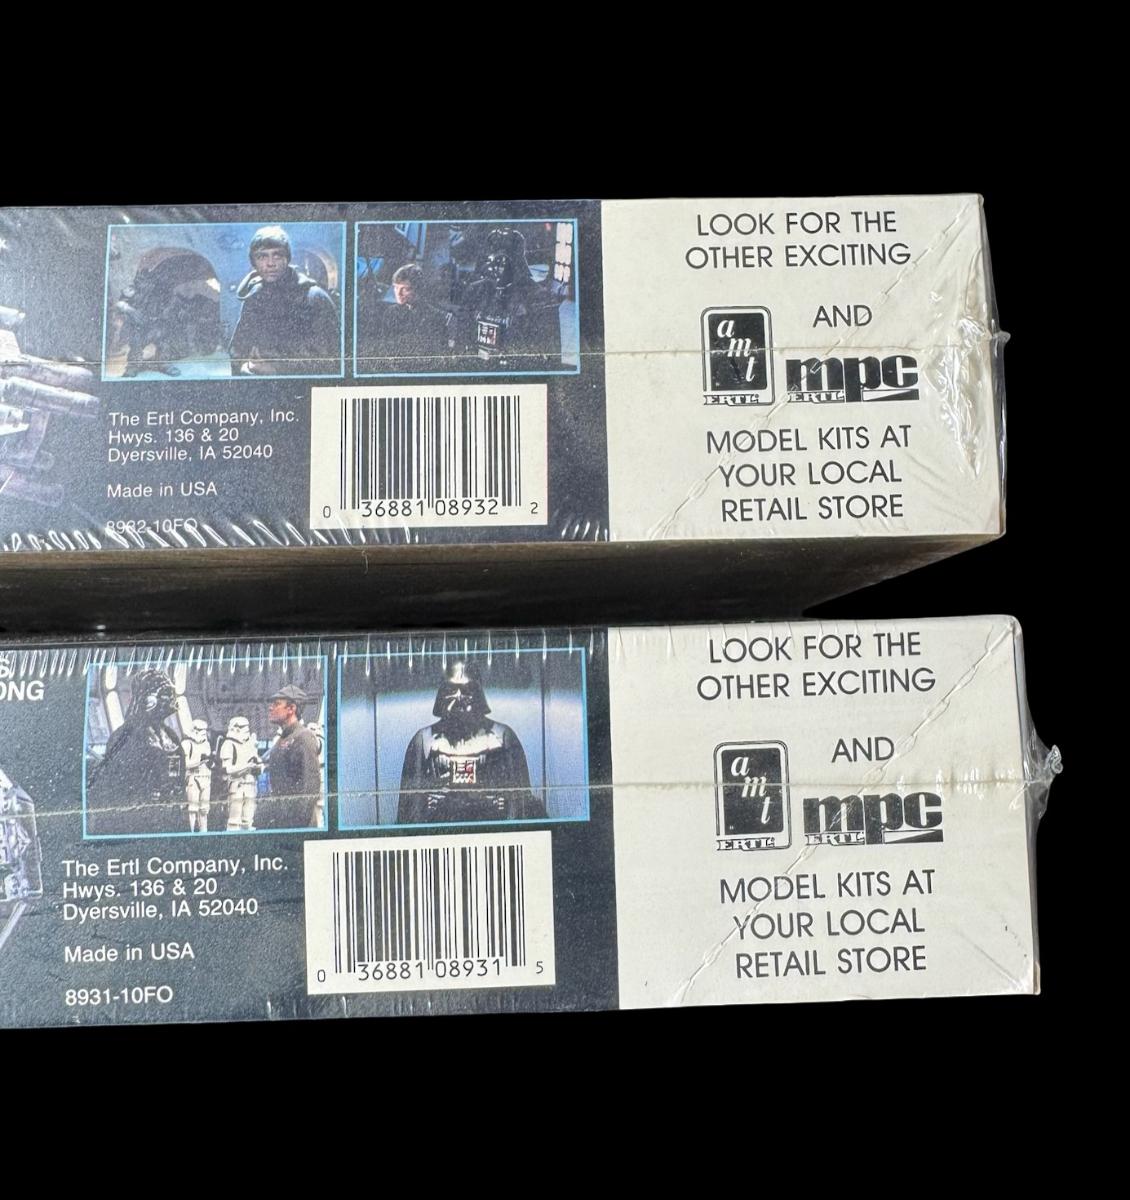 LOOK FOR THE
OTHER EXCITING
amt
ERTL
AND
mpc
ERTL
MODEL KITS AT
YOUR LOCAL
RETAIL STORE
The Ertl Company, Inc.
Hwys. 136 & 20
Dyersville, IA 52040
Made in USA
8932-10FO
0 36881 08932 2
ONG
LOOK FOR THE
OTHER EXCITING
amt
ERTL
AND
mpc
ERTL
MODEL KITS AT
YOUR LOCAL
RETAIL STORE
The Ertl Company, Inc.
Hwys. 136 & 20
Dyersville, IA 52040
Made in USA
8931-10FO
0 36881 08931 5